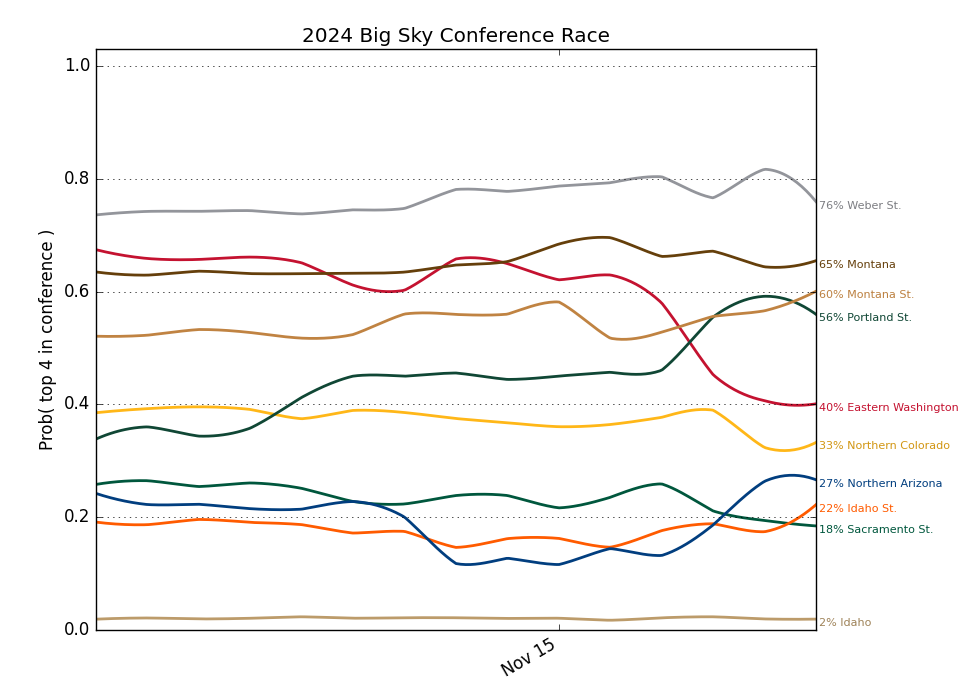 2024 Big Sky Conference Race
Prob( top 4 in conference )
1.0
0.8
0.6
0.4
0.2
0.0
Nov 15
76% Weber St.
65% Montana
60% Montana St.
56% Portland St.
40% Eastern Washington
33% Northern Colorado
27% Northern Arizona
22% Idaho St.
18% Sacramento St.
2% Idaho